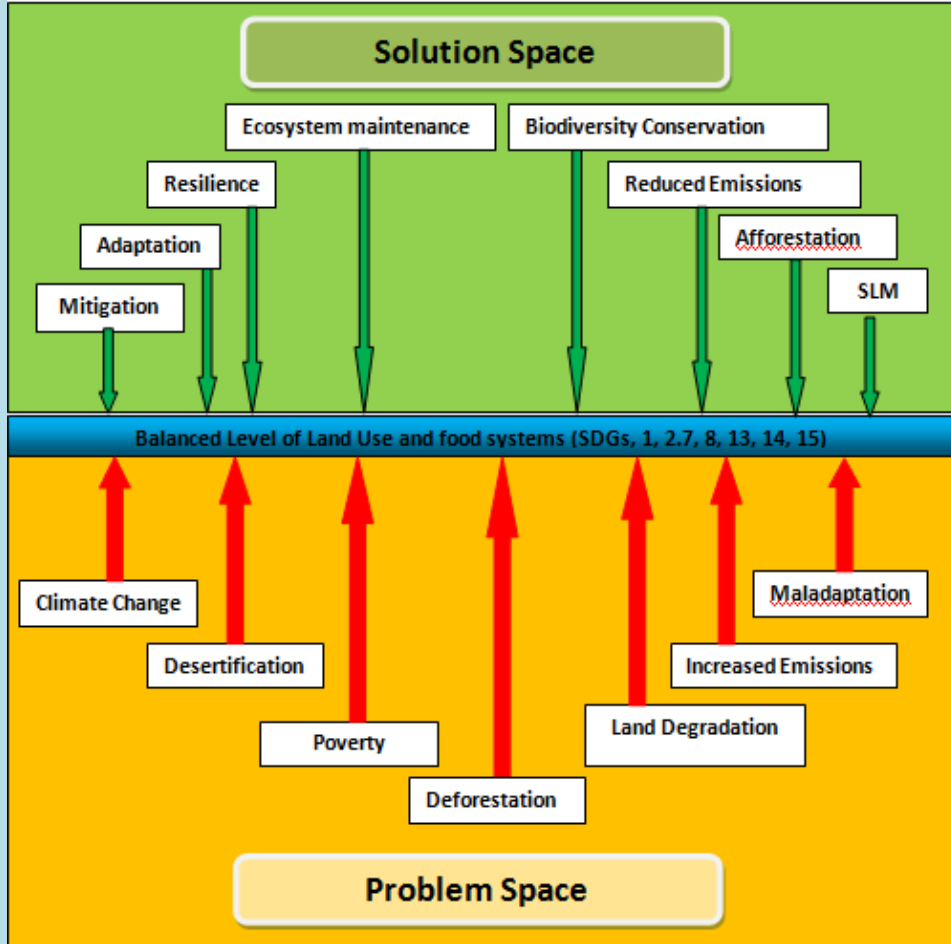 Solution Space
Ecosystem maintenance
Biodiversity Conservation
Resilience
Reduced Emissions
Adaptation
Afforestation
Mitigation
SLM
Balanced Level of Land Use and food systems (SDGs, 1, 2.7, 8, 13, 14, 15)
Climate Change
Maladaptation
Desertification
Increased Emissions
Poverty
Land Degradation
Deforestation
Problem Space